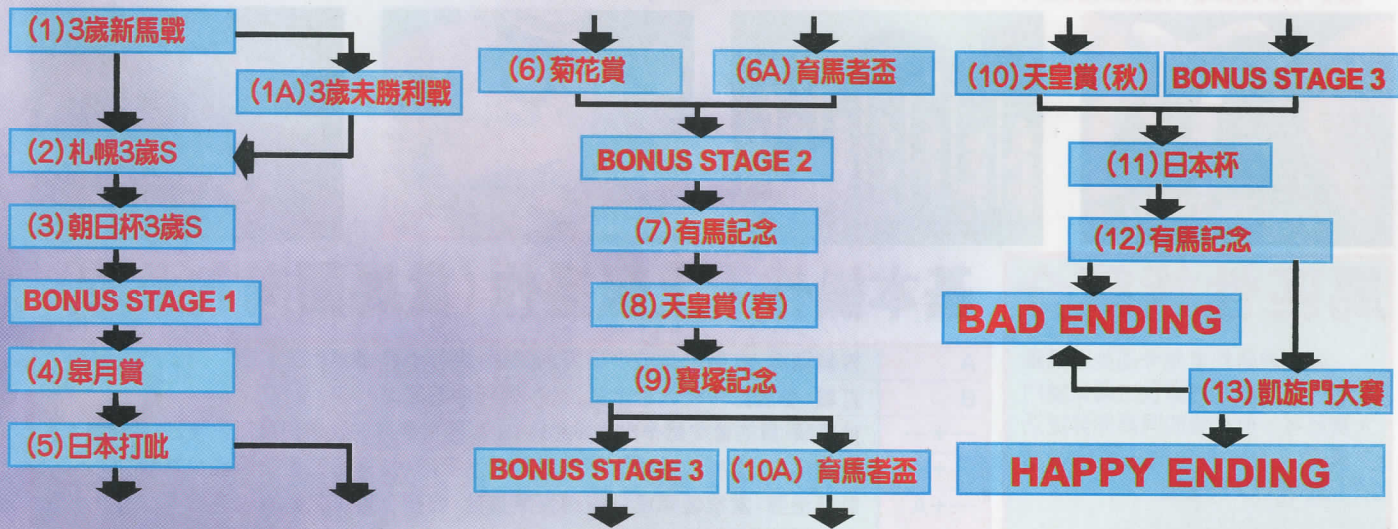 (1)3歲新馬戰
(1A)3歲未勝利戰
(2)札幌3歲S
(3)朝日杯3歲S
BONUS STAGE 1
(4)皐月賞
(5)日本打吡
(6)菊花賞
(6A)育馬者盃
BONUS STAGE 2
(7)有馬記念
(8)天皇賞(春)
(9)寶塚記念
BONUS STAGE 3
(10A) 育馬者盃
(10)天皇賞(秋)
BONUS STAGE 3
(11)日本杯
(12)有馬記念
BAD ENDING
(13)凱旋門大賽
HAPPY ENDING